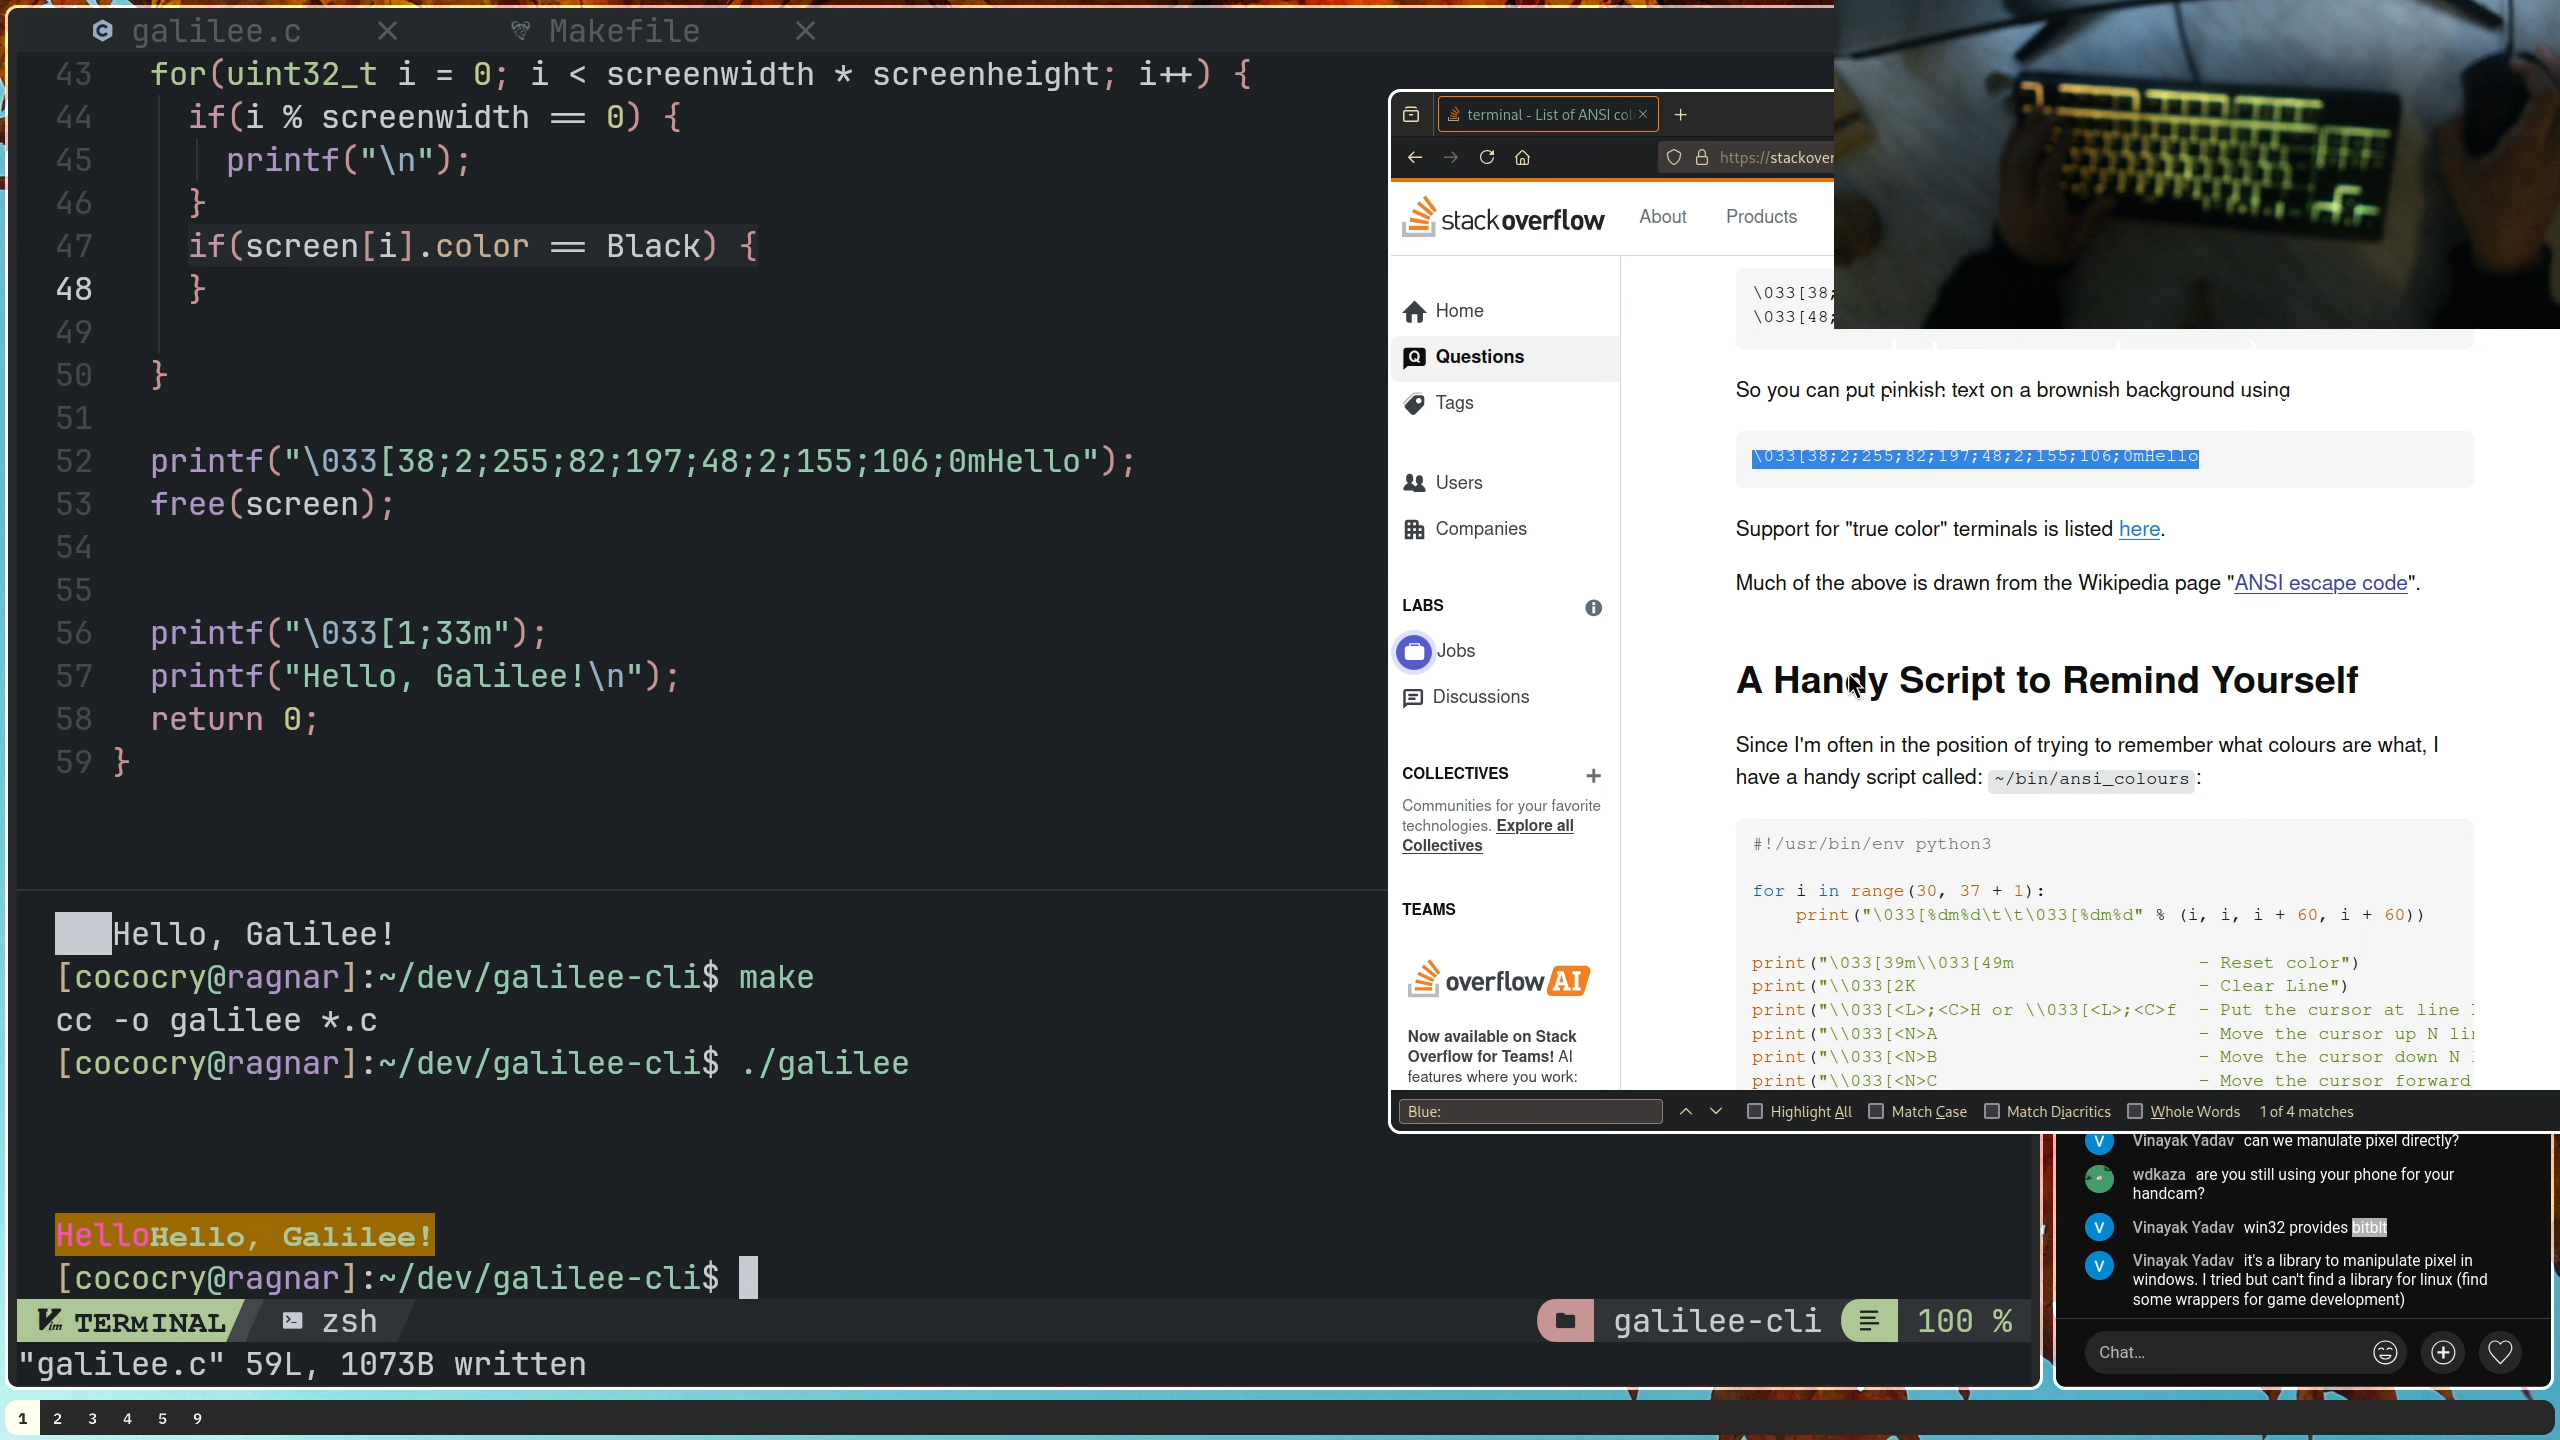 galilee.c
Makefile
43 for(uint32_t i = 0; i < screenwidth * screenheight; i++) {
44 if(i % screenwidth == 0) {
45 printf("\n");
46 }
47 if(screen[i].color == Black) {
48 }
49
50 }
51
52 printf("\033[38;2;255;82;197;48;2;155;106;0mHello");
53 free(screen);
54
55
56 printf("\033[1;33m");
57 printf("Hello, Galilee!\n");
58 return 0;
59 }
Hello, Galilee!
[cococry@ragnar]:~/dev/galilee-cli$ make
cc -o galilee *.c
[cococry@ragnar]:~/dev/galilee-cli$ ./galilee
HelloHello, Galilee!
[cococry@ragnar]:~/dev/galilee-cli$
TERMINAL zsh galilee-cli 100 %
"galilee.c" 59L, 1073B written
1 2 3 4 5 9
terminal - List of ANSI col
https://stackover
stackoverflow About Products
Home
Questions
Tags
Users
Companies
LABS
Jobs
Discussions
COLLECTIVES
Communities for your favorite
technologies. Explore all
Collectives
TEAMS
overflow AI
Now available on Stack
Overflow for Teams! AI
features where you work:
\033[38;
\033[48;
So you can put pinkish text on a brownish background using
\033[38;2;255;82;197;48;2;155;106;0mHello
Support for "true color" terminals is listed here.
Much of the above is drawn from the Wikipedia page "ANSI escape code".
A Handy Script to Remind Yourself
Since I'm often in the position of trying to remember what colours are what, I
have a handy script called: ~/bin/ansi_colours:
#!/usr/bin/env python3
for i in range(30, 37 + 1):
print("\033[%dm%d\t\t\033[%dm%d" % (i, i, i + 60, i + 60))
print("\033[39m\\033[49m - Reset color")
print("\\033[2K - Clear Line")
print("\\033[<L>;<C>H or \\033[<L>;<C>f - Put the cursor at line
print("\\033[<N>A - Move the cursor up N li
print("\\033[<N>B - Move the cursor down N
print("\\033[<N>C - Move the cursor forward
Blue: Highlight All Match Case Match Diacritics Whole Words 1 of 4 matches
Vinayak Yadav can we manulate pixel directly?
wdkaza are you still using your phone for your
handcam?
Vinayak Yadav win32 provides bitblt
Vinayak Yadav it's a library to manipulate pixel in
windows. I tried but can't find a library for linux (find
some wrappers for game development)
Chat...